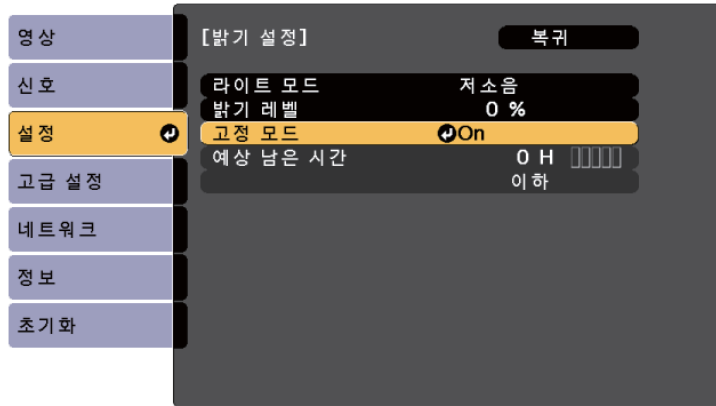 영상
신호
설정
고급 설정
네트워크
정보
초기화
[밝기 설정] 복귀
라이트 모드 저소음
밝기 레벨 0 %
고정 모드 On
예상 남은 시간 0 H
이하